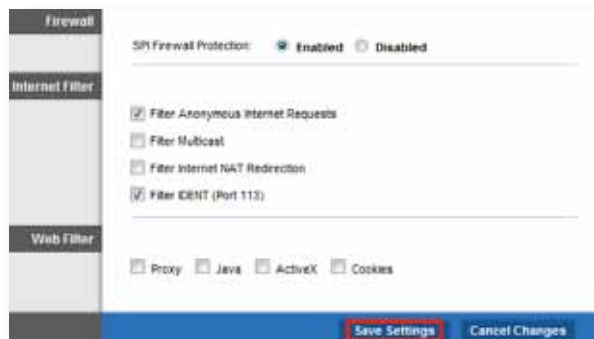 Firewall
SPI Firewall Protection: Enabled Disabled
Internet Filter
Filter Anonymous Internet Requests
Filter Multicast
Filter Internet NAT Redirection
Filter IDENT (Port 113)
Web Filter
Proxy Java ActiveX Cookies
Save Settings Cancel Changes